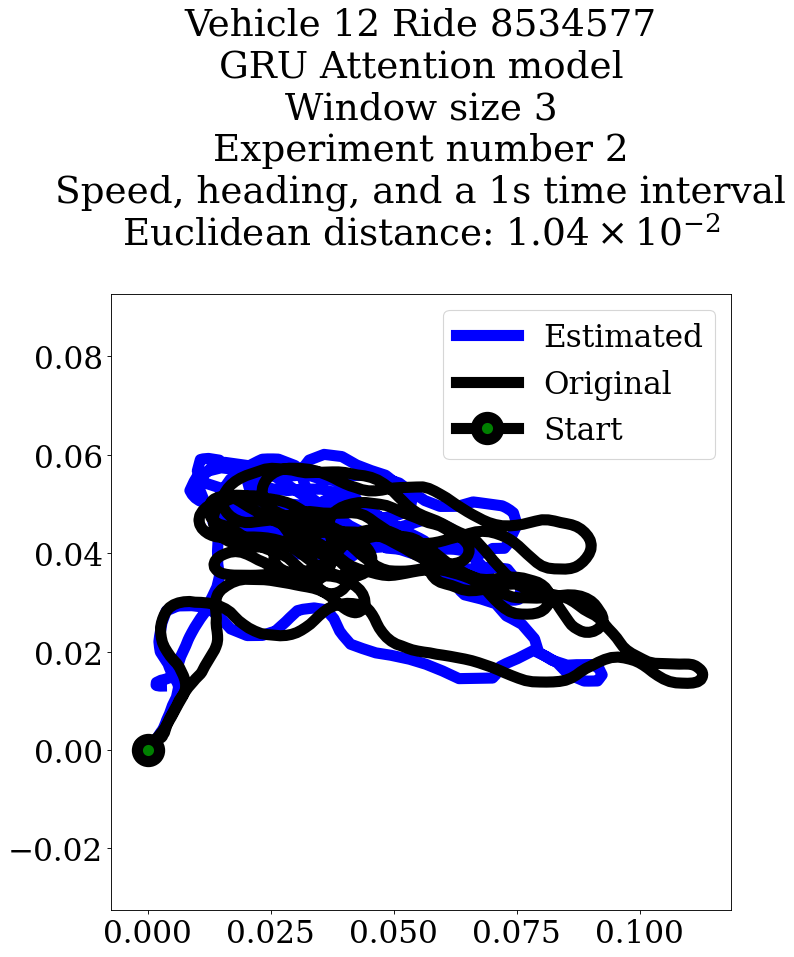 Vehicle 12 Ride 8534577
GRU Attention model
Window size 3
Experiment number 2
Speed, heading, and a 1s time interval
Euclidean distance: 1.04 × 10⁻²
Estimated
Original
Start
0.08
0.06
0.04
0.02
0.00
−0.02
0.000 0.025 0.050 0.075 0.100